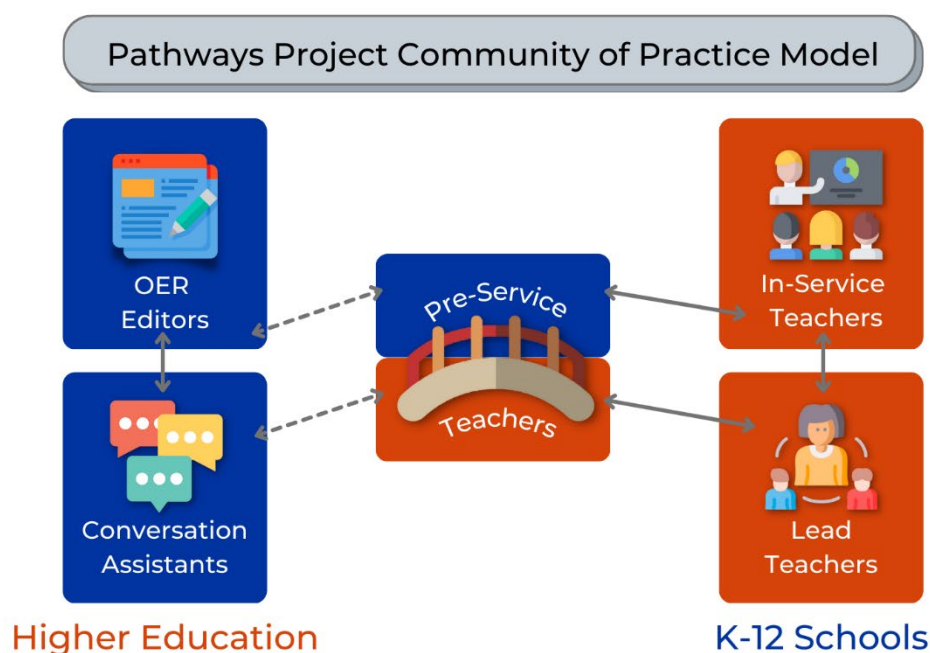 Pathways Project Community of Practice Model
OER
Editors
Conversation
Assistants
Pre-Service
Teachers
In-Service
Teachers
Lead
Teachers
Higher Education
K-12 Schools